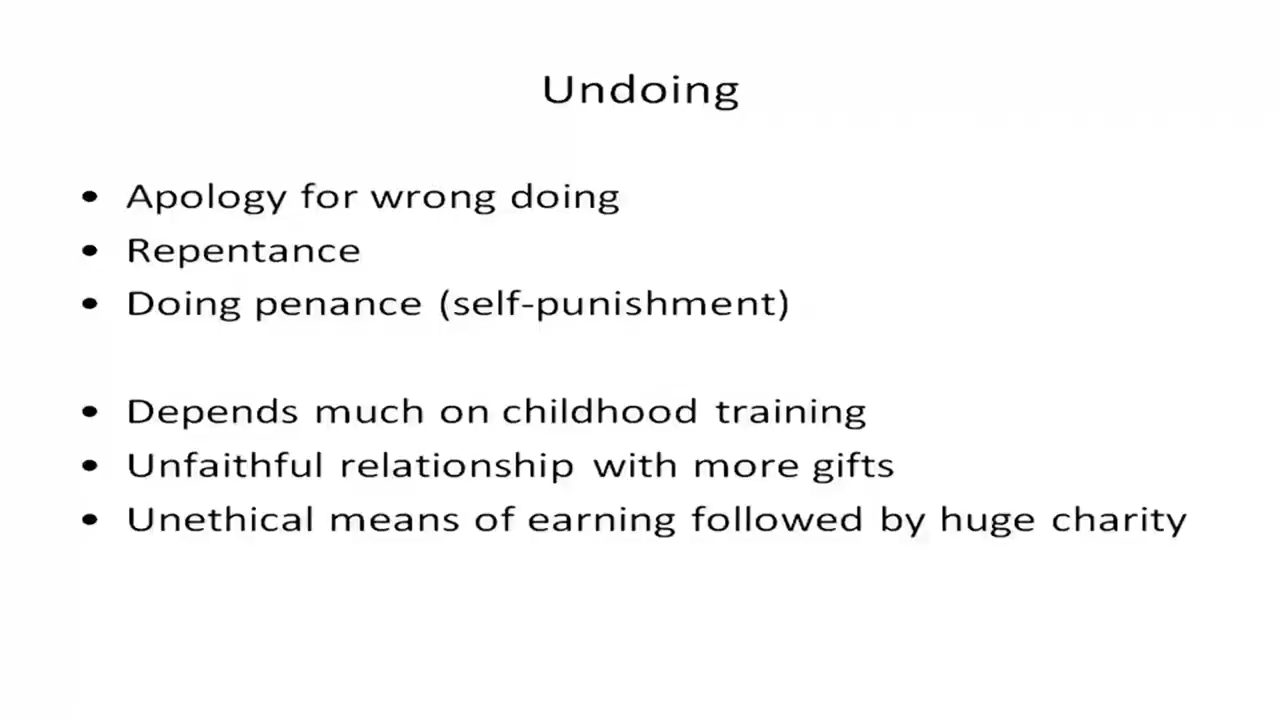 Undoing
• Apology for wrong doing
• Repentance
• Doing penance (self-punishment)
• Depends much on childhood training
• Unfaithful relationship with more gifts
• Unethical means of earning followed by huge charity